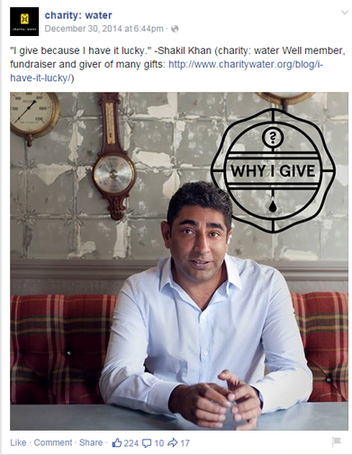 charity: water
December 30, 2014 at 6:44pm ·
"I give because I have it lucky." -Shakil Khan (charity: water Well member,
fundraiser and giver of many gifts: http://www.charitywater.org/blog/i-
have-it-lucky/)
?
WHY I GIVE
Like · Comment · Share · 224 10 17